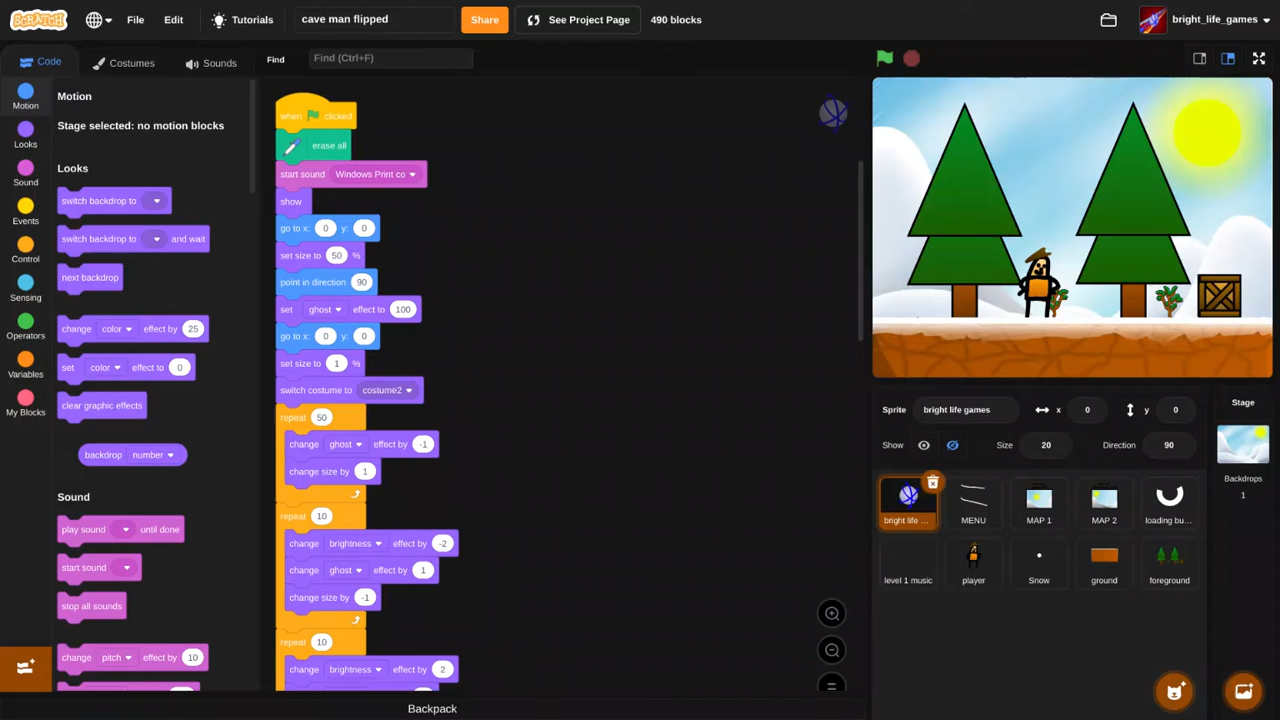 SCRATCH File Edit Tutorials cave man flipped Share See Project Page 490 blocks bright_life_games
Code Costumes Sounds Find Find (Ctrl+F)
Motion
Looks
Sound
Events
Control
Sensing
Operators
Variables
My Blocks
Motion
Stage selected: no motion blocks
Looks
switch backdrop to
switch backdrop to and wait
next backdrop
change color effect by 25
set color effect to 0
clear graphic effects
backdrop number
Sound
play sound until done
start sound
stop all sounds
change pitch effect by 10
when clicked
erase all
start sound Windows Print co
show
go to x: 0 y: 0
set size to 50 %
point in direction 90
set ghost effect to 100
go to x: 0 y: 0
set size to 1 %
switch costume to costume2
repeat 50
change ghost effect by -1
change size by 1
repeat 10
change brightness effect by -2
change ghost effect by 1
change size by -1
repeat 10
change brightness effect by 2
Sprite bright life games x 0 y 0
Show Size 20 Direction 90
bright life ... MENU MAP 1 MAP 2 loading bu...
level 1 music player Snow ground foreground
Stage
Backdrops
1
Backpack